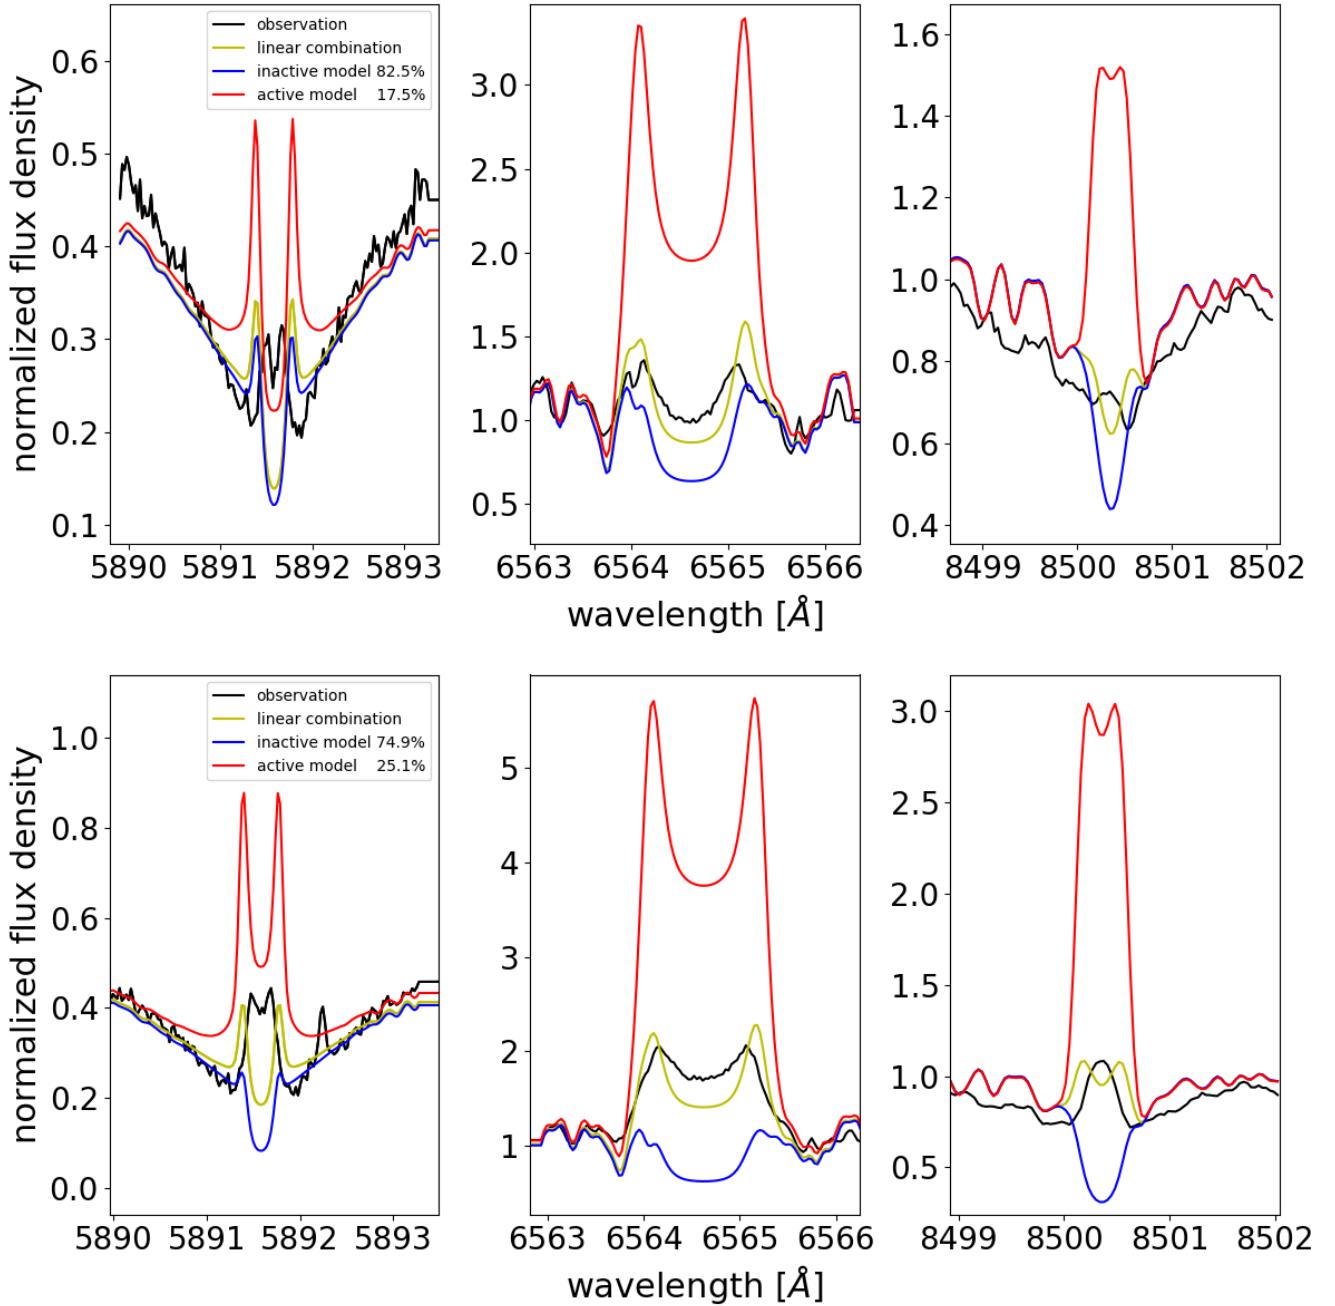 observation
linear combination
inactive model 82.5%
active model 17.5%
normalized flux density
0.6
0.5
0.4
0.3
0.2
0.1
5890 5891 5892 5893
3.0
2.5
2.0
1.5
1.0
0.5
6563 6564 6565 6566
1.6
1.4
1.2
1.0
0.8
0.6
0.4
8499 8500 8501 8502
wavelength [Å]
observation
linear combination
inactive model 74.9%
active model 25.1%
normalized flux density
1.0
0.8
0.6
0.4
0.2
0.0
5890 5891 5892 5893
5
4
3
2
1
6563 6564 6565 6566
3.0
2.5
2.0
1.5
1.0
0.5
8499 8500 8501 8502
wavelength [Å]